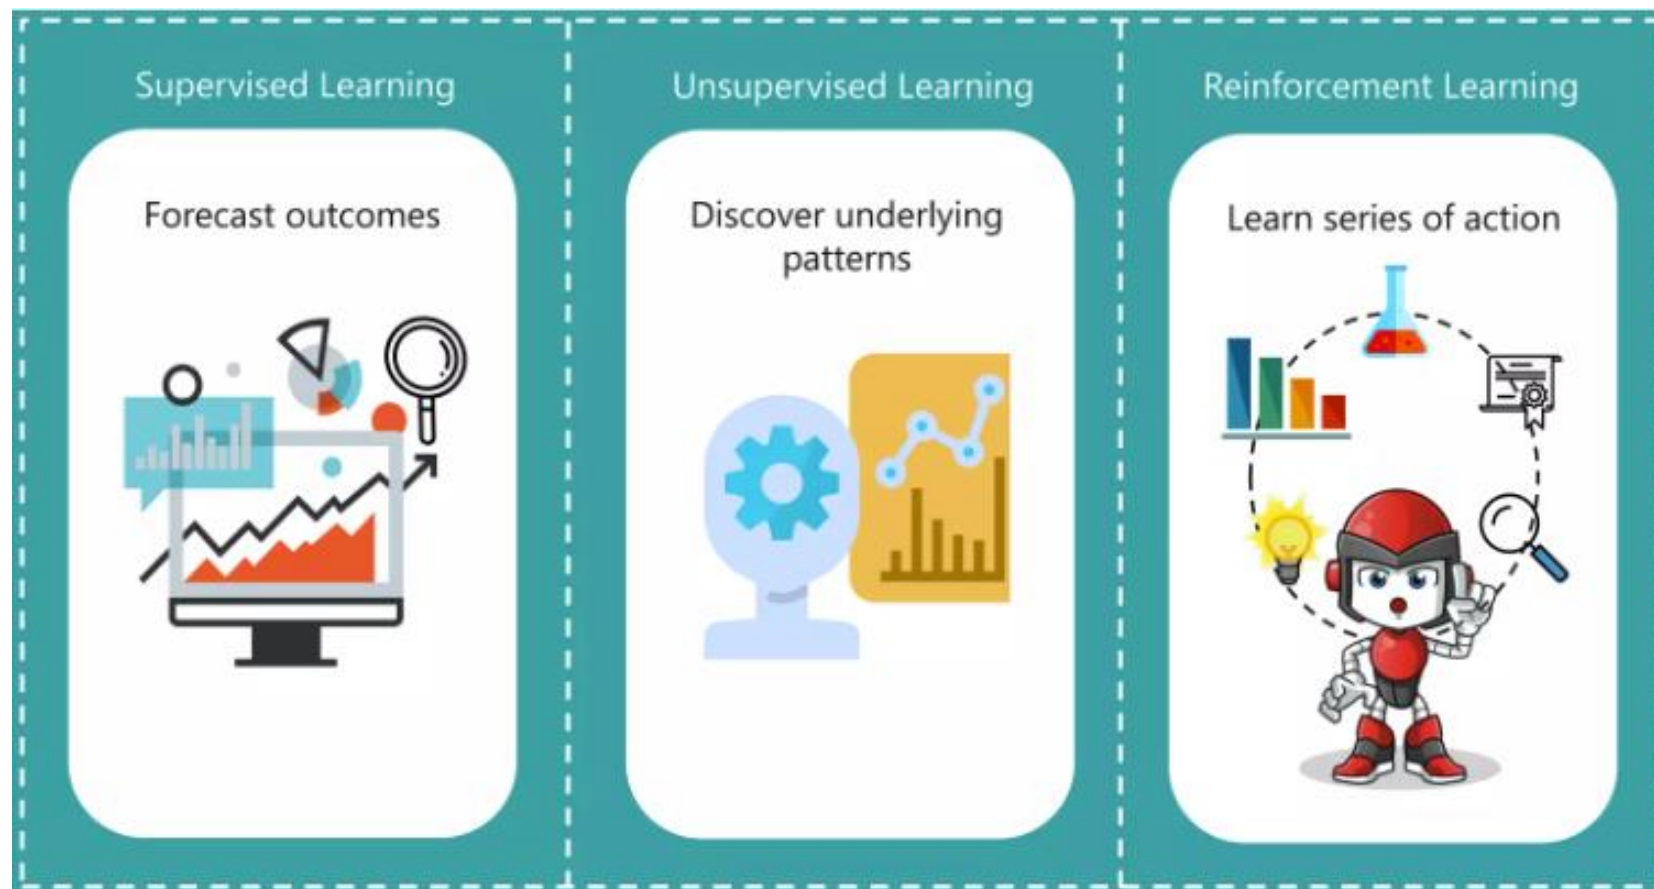 Supervised Learning
Forecast outcomes
Unsupervised Learning
Discover underlying
patterns
Reinforcement Learning
Learn series of action